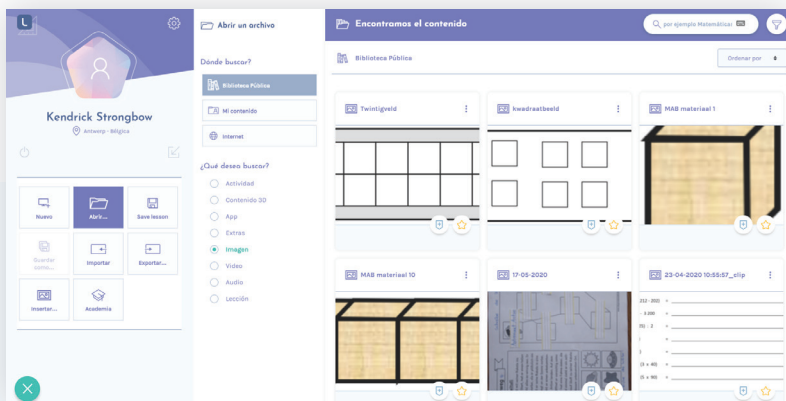 L
Kendrick Strongbow
Antwerp - Bélgica
Nuevo
Abrir...
Save lesson
Guardar como...
Importar
Exportar...
Insertar...
Academia
Abrir un archivo
Dónde buscar?
Biblioteca Pública
Mi contenido
Internet
¿Qué deseo buscar?
Actividad
Contenido 3D
App
Extras
Imagen
Video
Audio
Lección
Encontramos el contenido
por ejemplo Matemáticas
Biblioteca Pública
Ordenar por
Twintigveld
kwadraatbeeld
MAB materiaal 1
MAB materiaal 10
17-05-2020
23-04-2020 10:55:57_clip